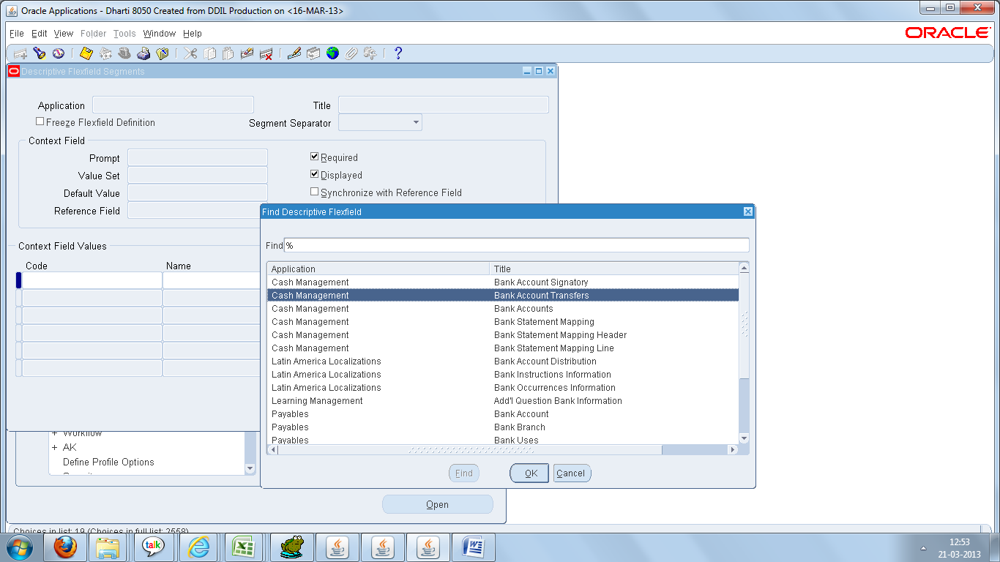 Oracle Applications - Dharti 8050 Created from DDIL Production on <16-MAR-13>
File Edit View Folder Tools Window Help
ORACLE
Descriptive Flexfield Segments
Application Title
Freeze Flexfield Definition Segment Separator
Context Field
Prompt Required
Value Set Displayed
Default Value Synchronize with Reference Field
Reference Field
Context Field Values
Code Name
Find Descriptive Flexfield
Find %
Application Title
Cash Management Bank Account Signatory
Cash Management Bank Account Transfers
Cash Management Bank Accounts
Cash Management Bank Statement Mapping
Cash Management Bank Statement Mapping Header
Cash Management Bank Statement Mapping Line
Latin America Localizations Bank Account Distribution
Latin America Localizations Bank Instructions Information
Latin America Localizations Bank Occurrences Information
Learning Management Add'l Question Bank Information
Payables Bank Account
Payables Bank Branch
Payables Bank Uses
Find OK Cancel
+ Workflow
+ AK
Define Profile Options
Open
Choices in list: 19 (Choices in full list: 2558)
talk
12:53
21-03-2013